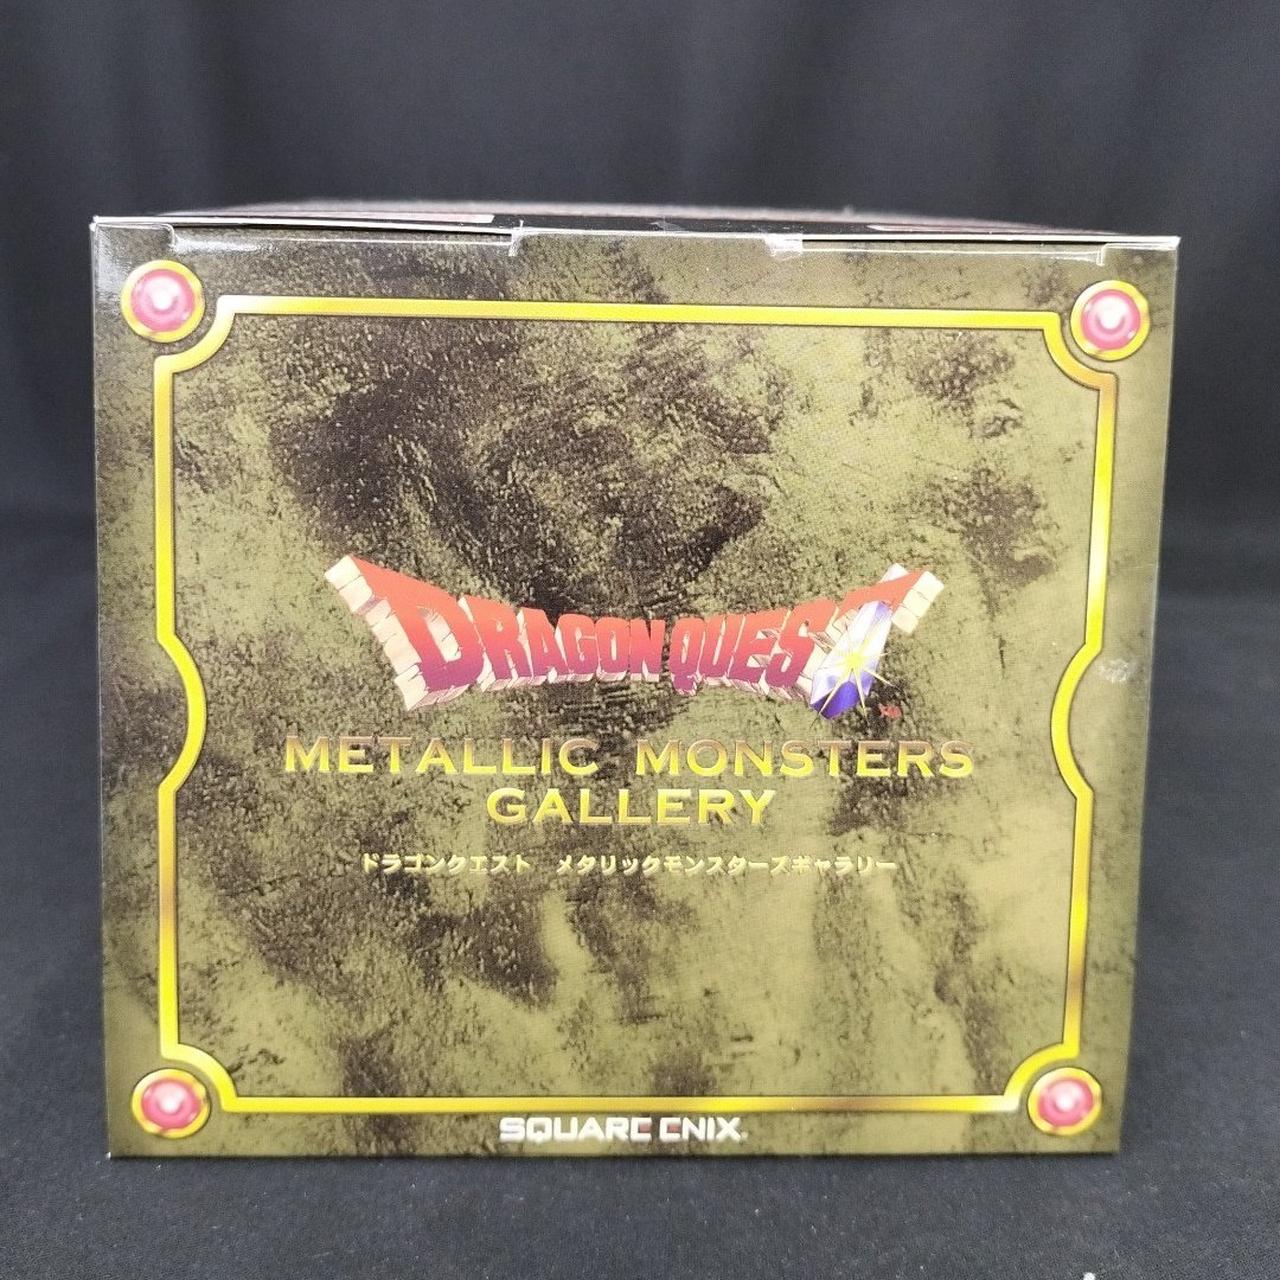 DRAGON QUEST
METALLIC MONSTERS
GALLERY
ドラゴンクエスト　メタリックモンスターズギャラリー
SQUARE ENIX